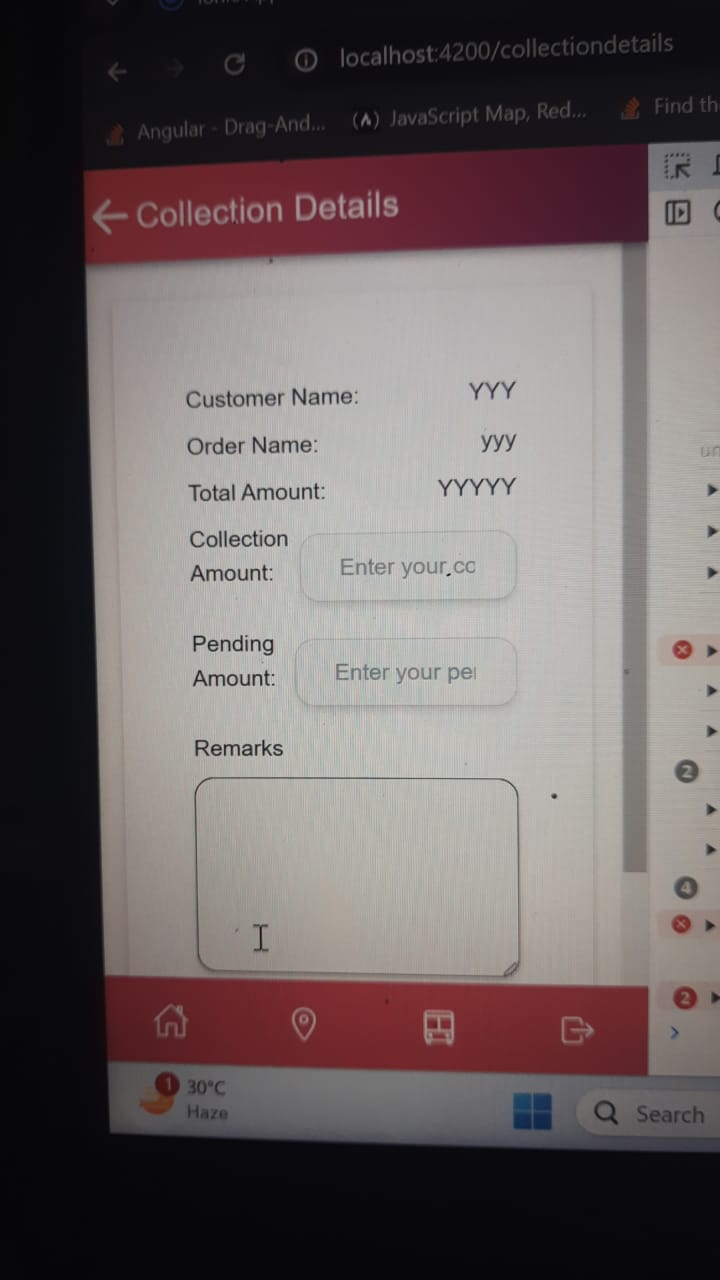 localhost:4200/collectiondetails
Angular - Drag-And...
JavaScript Map, Red...
Find th
Collection Details
Customer Name: YYY
Order Name: yyy
Total Amount: YYYYY
Collection
Amount:
Enter your cc
Pending
Amount:
Enter your per
Remarks
2
4
2
1
30°C
Haze
Search